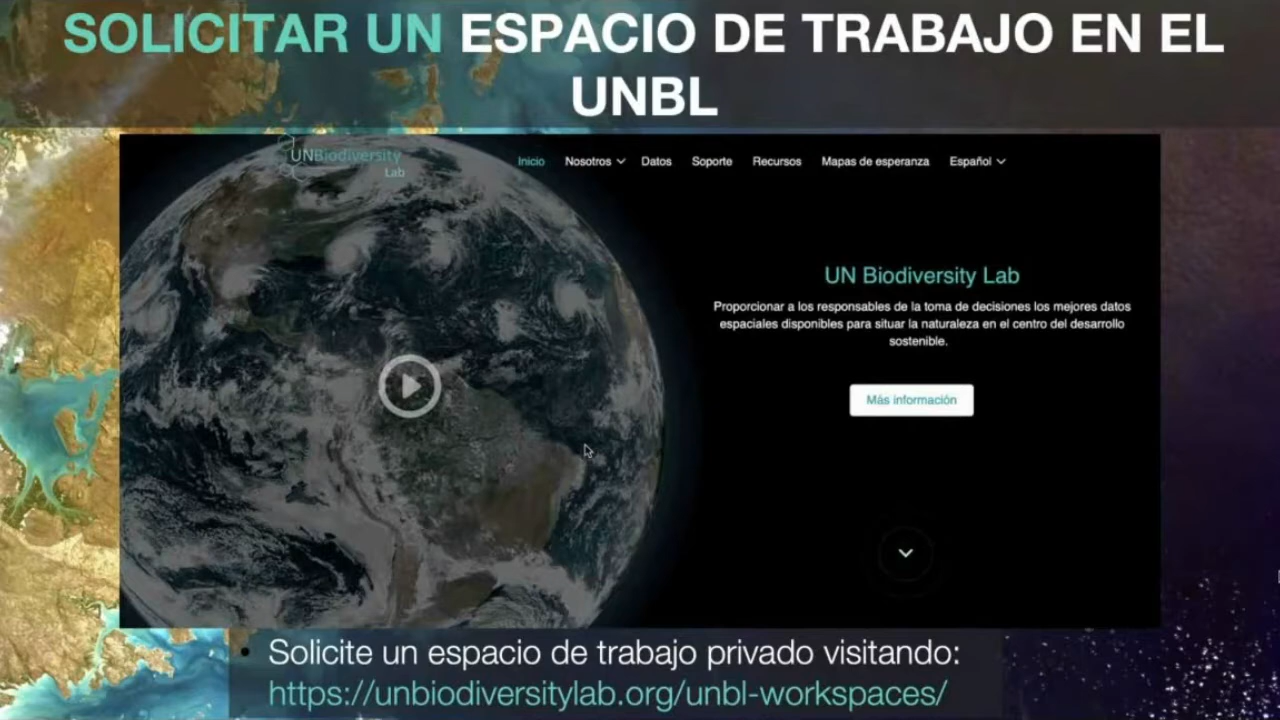 SOLICITAR UN ESPACIO DE TRABAJO EN EL
UNBL
UNBiodiversity
Lab
Inicio Nosotros Datos Soporte Recursos Mapas de esperanza Español
UN Biodiversity Lab
Proporcionar a los responsables de la toma de decisiones los mejores datos
espaciales disponibles para situar la naturaleza en el centro del desarrollo
sostenible.
Más información
• Solicite un espacio de trabajo privado visitando:
https://unbiodiversitylab.org/unbl-workspaces/